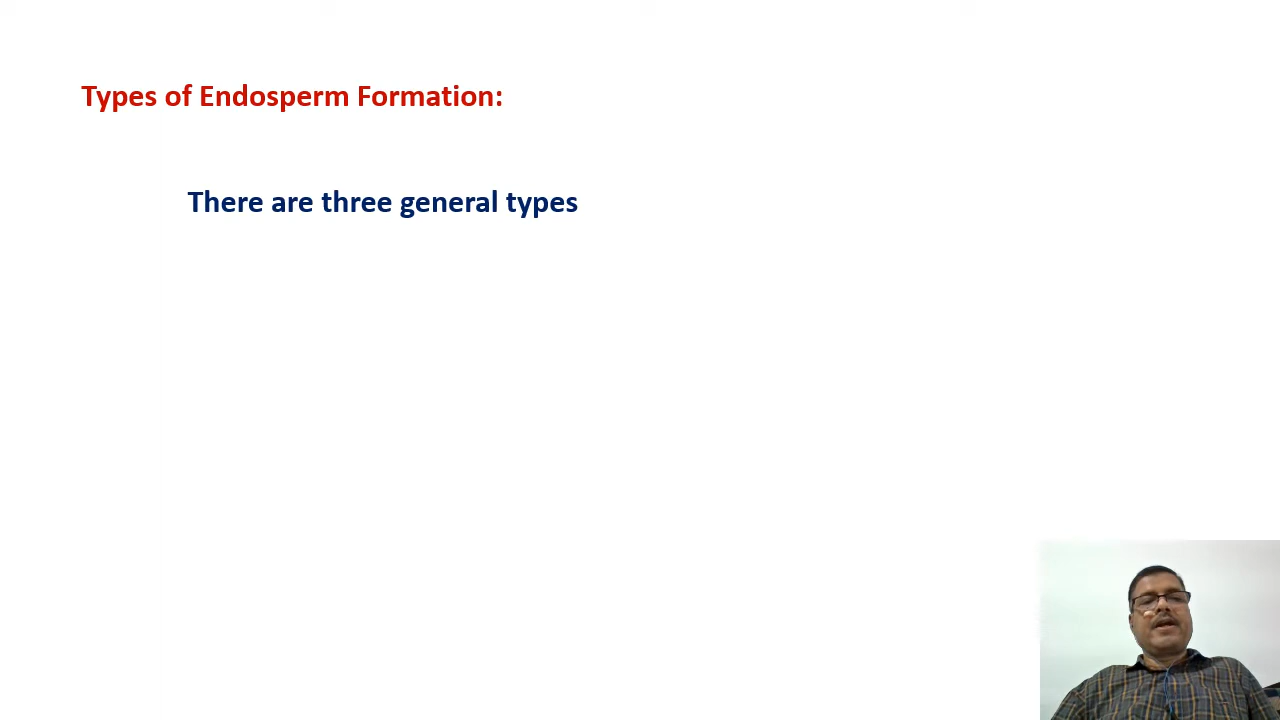 Types of Endosperm Formation:
There are three general types